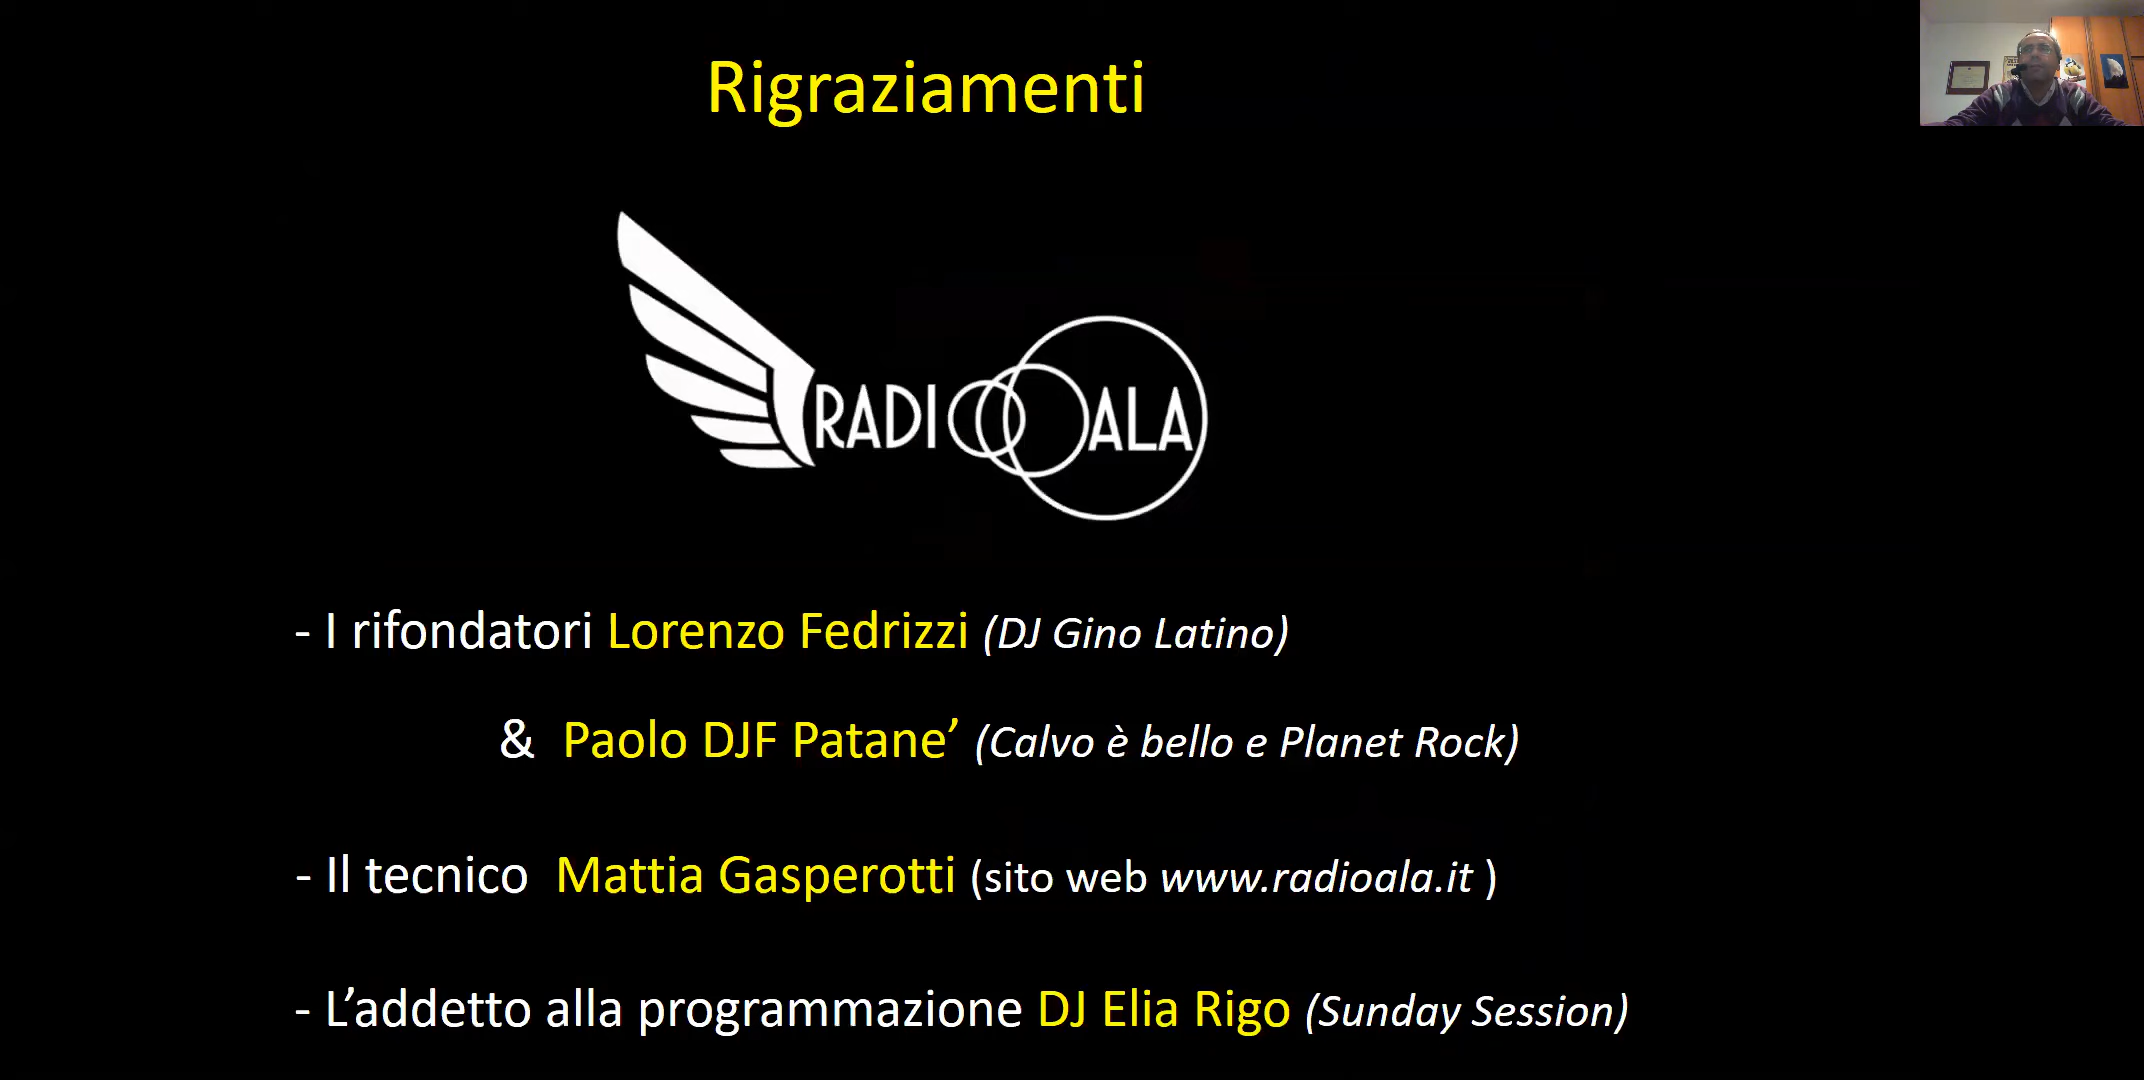 Rigraziamenti
RADIO ALA
- I rifondatori Lorenzo Fedrizzi (DJ Gino Latino)
& Paolo DJF Patane’ (Calvo è bello e Planet Rock)
- Il tecnico Mattia Gasperotti (sito web www.radioala.it )
- L’addetto alla programmazione DJ Elia Rigo (Sunday Session)